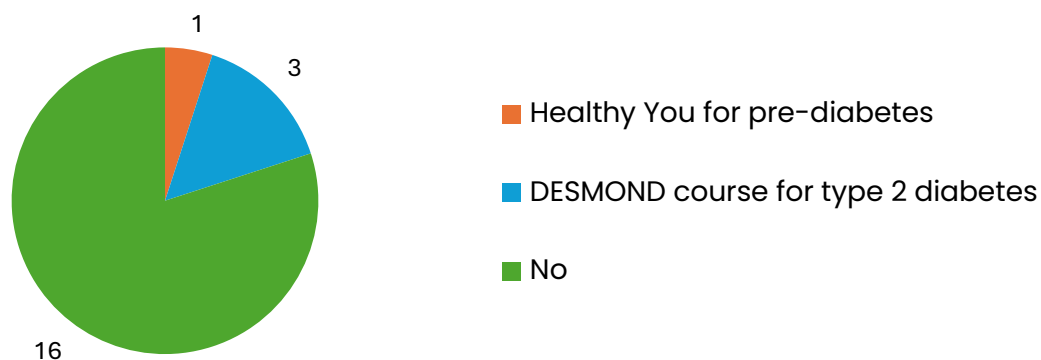 1
3
Healthy You for pre-diabetes
DESMOND course for type 2 diabetes
No
16